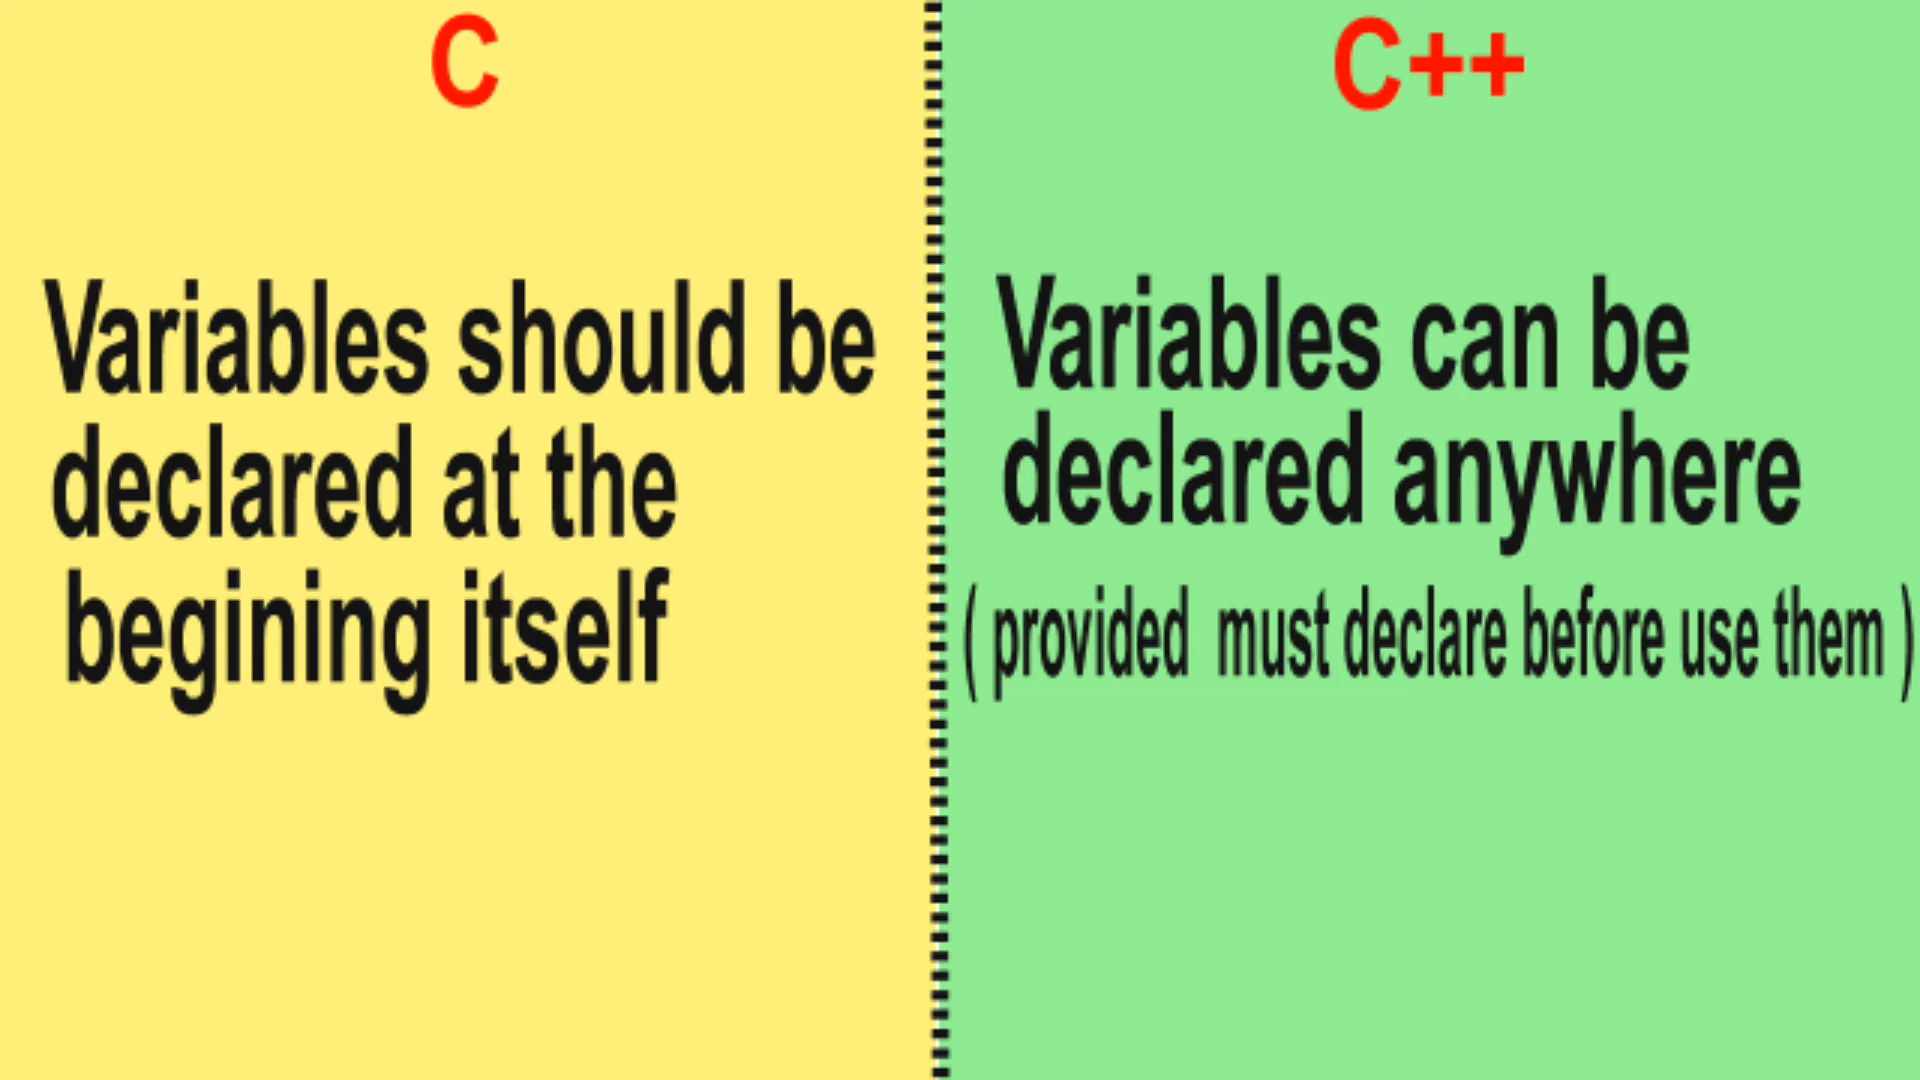 C
Variables should be
declared at the
begining itself
C++
Variables can be
declared anywhere
( provided must declare before use them )